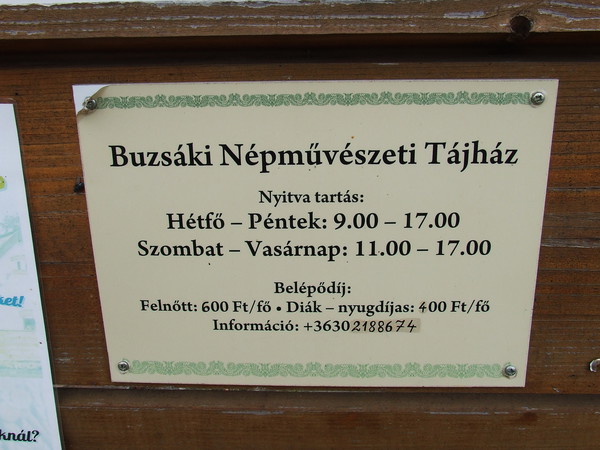 Buzsáki Népművészeti Tájház
Nyitva tartás:
Hétfő – Péntek: 9.00 – 17.00
Szombat – Vasárnap: 11.00 – 17.00
Belépődíj:
Felnőtt: 600 Ft/fő • Diák – nyugdíjas: 400 Ft/fő
Információ: +36302188674